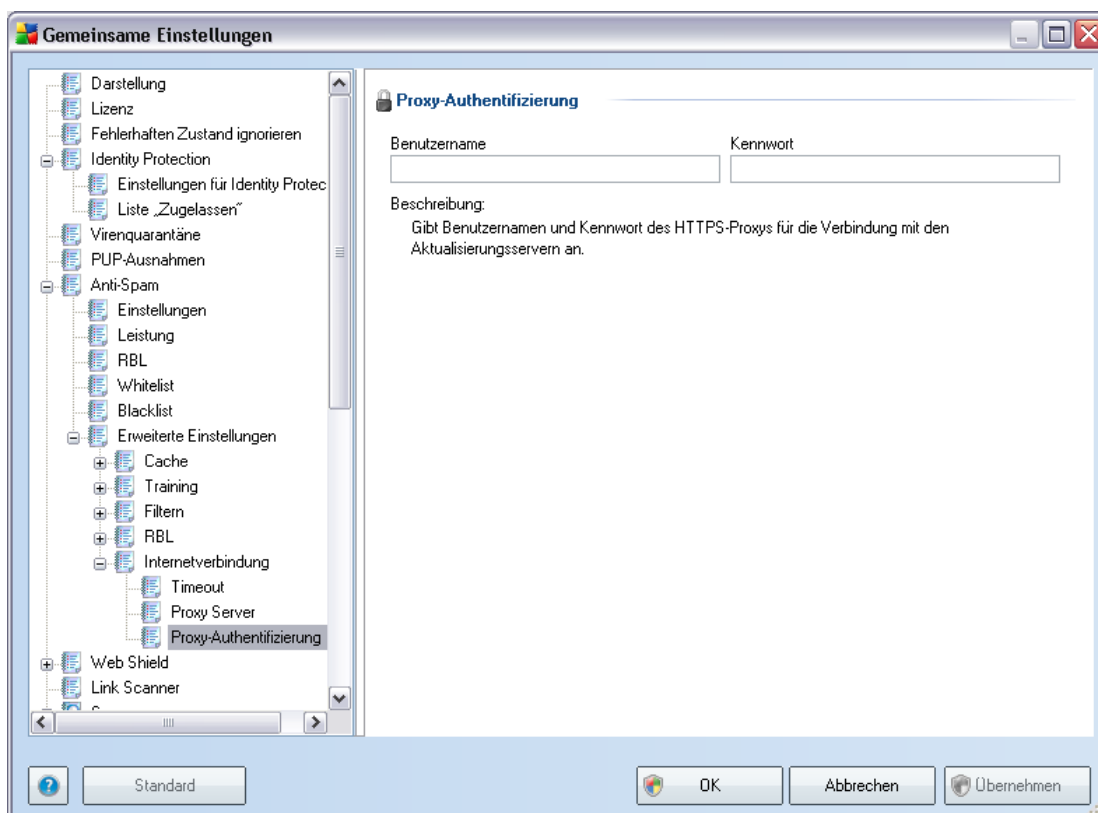 Gemeinsame Einstellungen
Darstellung
Lizenz
Fehlerhaften Zustand ignorieren
Identity Protection
Einstellungen für Identity Protec
Liste „Zugelassen“
Virenquarantäne
PUP-Ausnahmen
Anti-Spam
Einstellungen
Leistung
RBL
Whitelist
Blacklist
Erweiterte Einstellungen
Cache
Training
Filtern
RBL
Internetverbindung
Timeout
Proxy Server
Proxy-Authentifizierung
Web Shield
Link Scanner
Proxy-Authentifizierung
Benutzername
Kennwort
Beschreibung:
Gibt Benutzernamen und Kennwort des HTTPS-Proxys für die Verbindung mit den
Aktualisierungsservern an.
Standard
OK
Abbrechen
Übernehmen